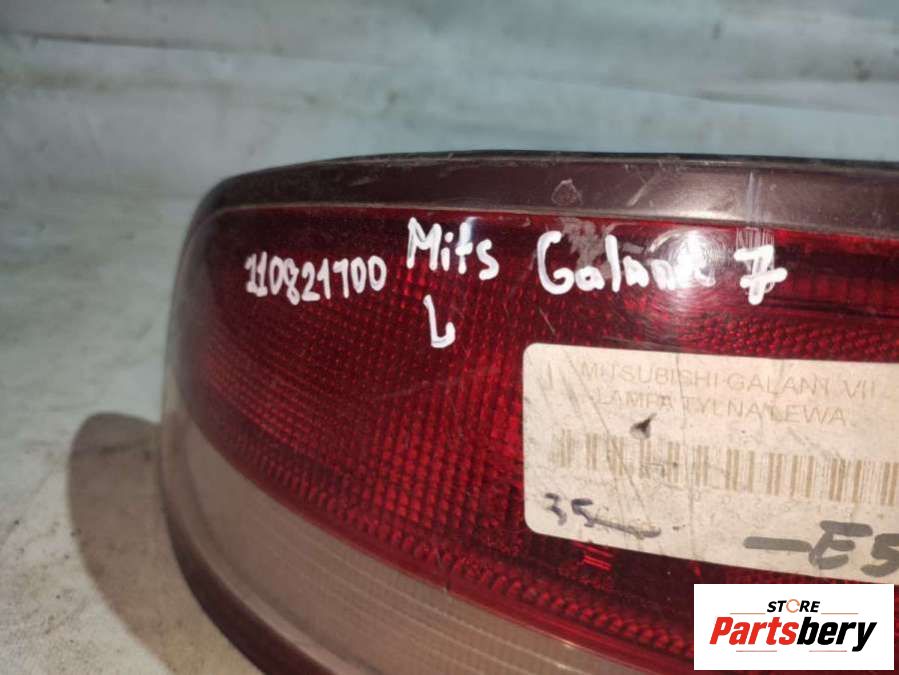 110821700 Mits Galant 7
L
MITSUBISHI GALANT VII
LAMPA TYLNA LEWA
35
-E5
STORE
Partsbery